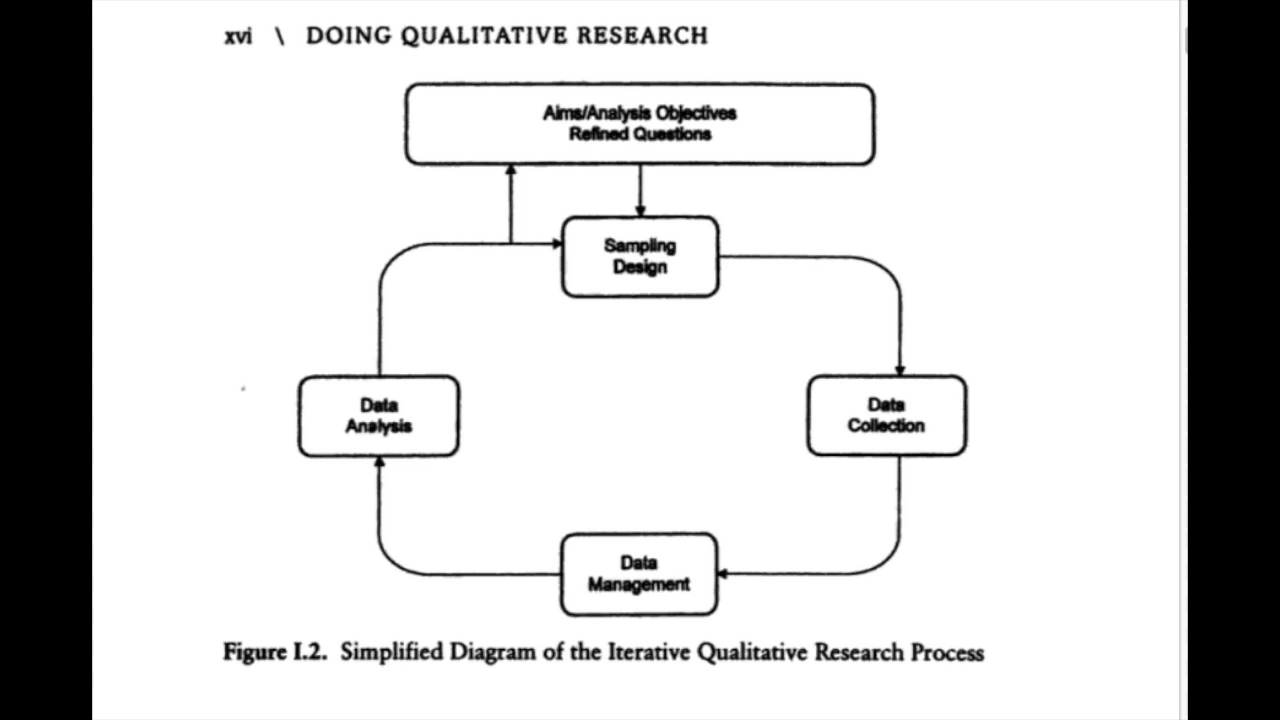 xvi \ DOING QUALITATIVE RESEARCH
Aims/Analysis Objectives
Refined Questions
Sampling
Design
Data
Analysis
Data
Collection
Data
Management
Figure I.2. Simplified Diagram of the Iterative Qualitative Research Process